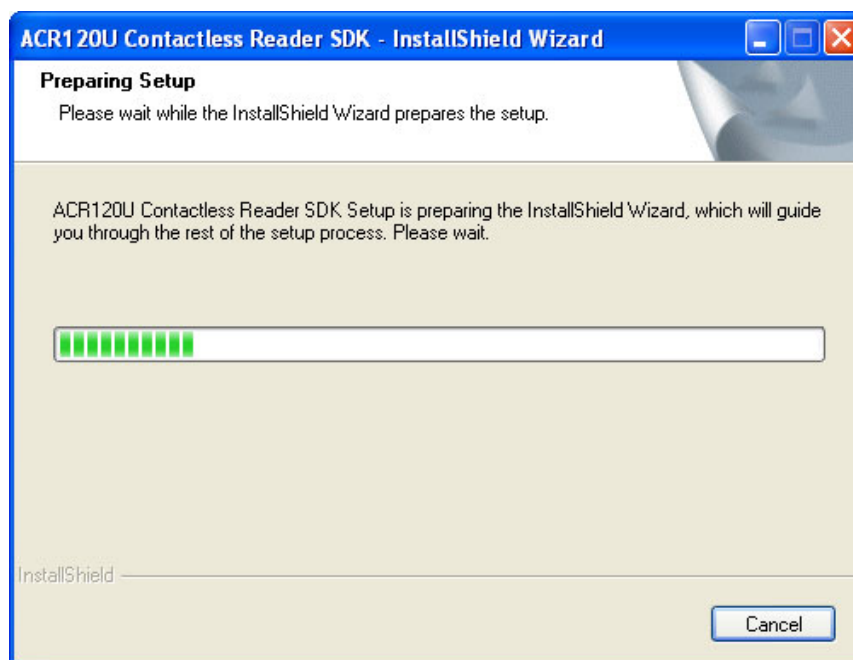 ACR120U Contactless Reader SDK - InstallShield Wizard
Preparing Setup
Please wait while the InstallShield Wizard prepares the setup.
ACR120U Contactless Reader SDK Setup is preparing the InstallShield Wizard, which will guide
you through the rest of the setup process. Please wait.
InstallShield
Cancel